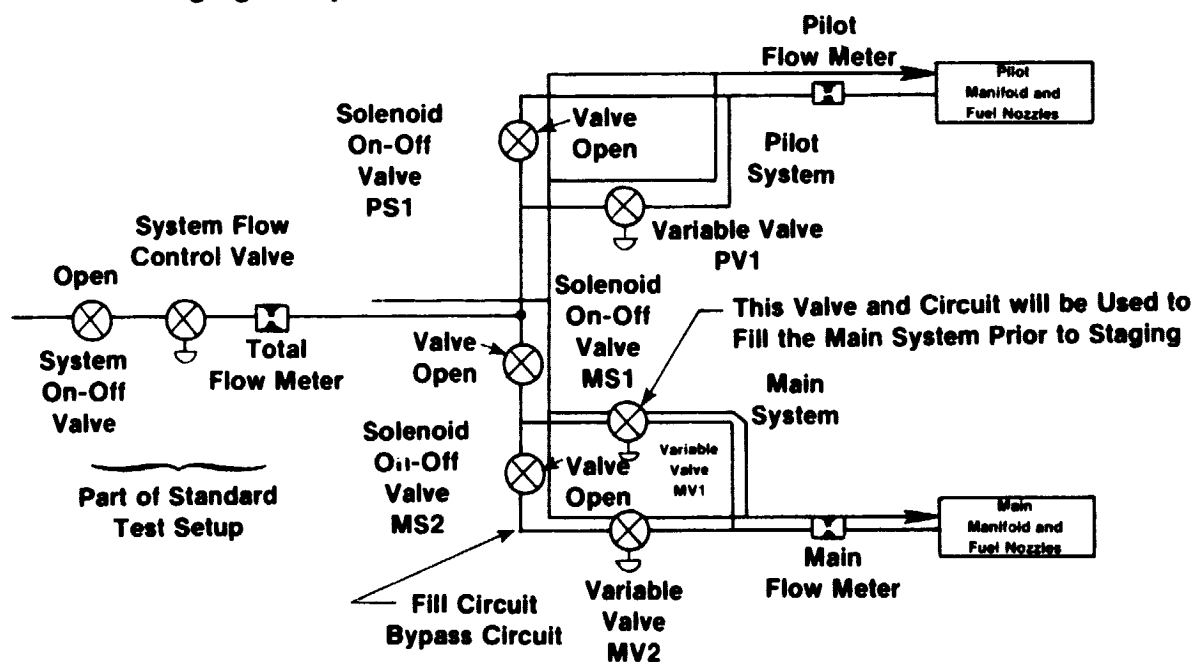 Pilot
Flow Meter
Pilot
Manifold and
Fuel Nozzles
Solenoid
On-Off
Valve
PS1
Valve
Open
Pilot
System
System Flow
Control Valve
Variable Valve
PV1
Open
Solenoid
On-Off
Valve
MS1
This Valve and Circuit will be Used to
Fill the Main System Prior to Staging
System
On-Off
Valve
Total
Flow Meter
Valve
Open
Main
System
Solenoid
On-Off
Valve
MS2
Valve
Open
Variable
Valve
MV1
Part of Standard
Test Setup
Main
Manifold and
Fuel Nozzles
Main
Flow Meter
Fill Circuit
Bypass Circuit
Variable
Valve
MV2